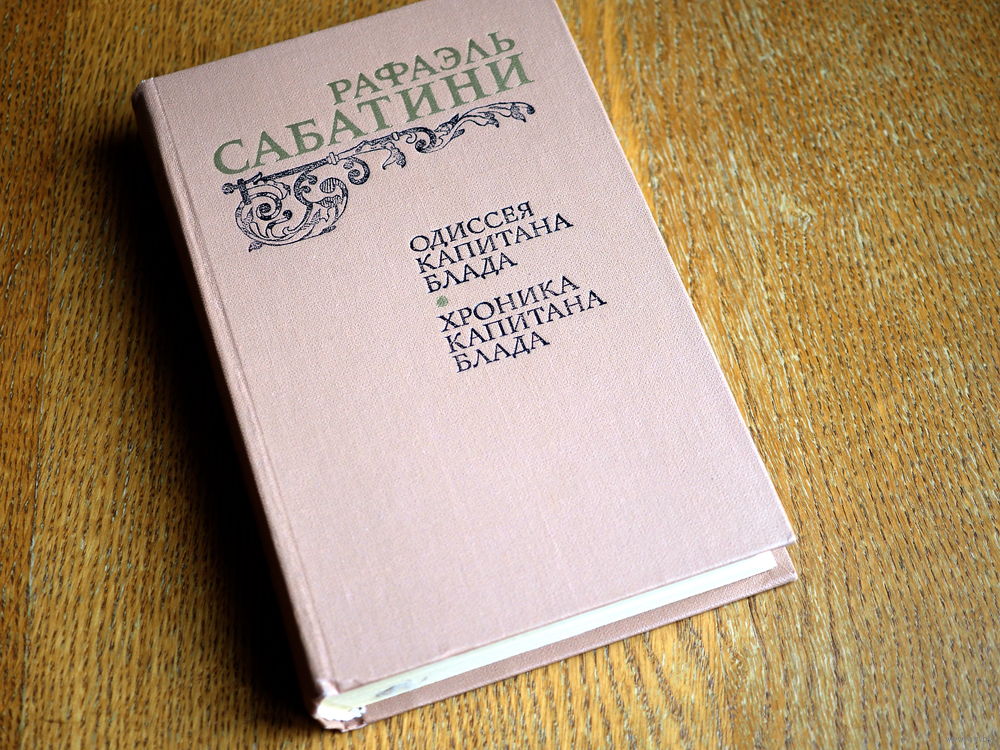 РАФАЭЛЬ
САБАТИНИ
ОДИССЕЯ
КАПИТАНА
БЛАДА
ХРОНИКА
КАПИТАНА
БЛАДА